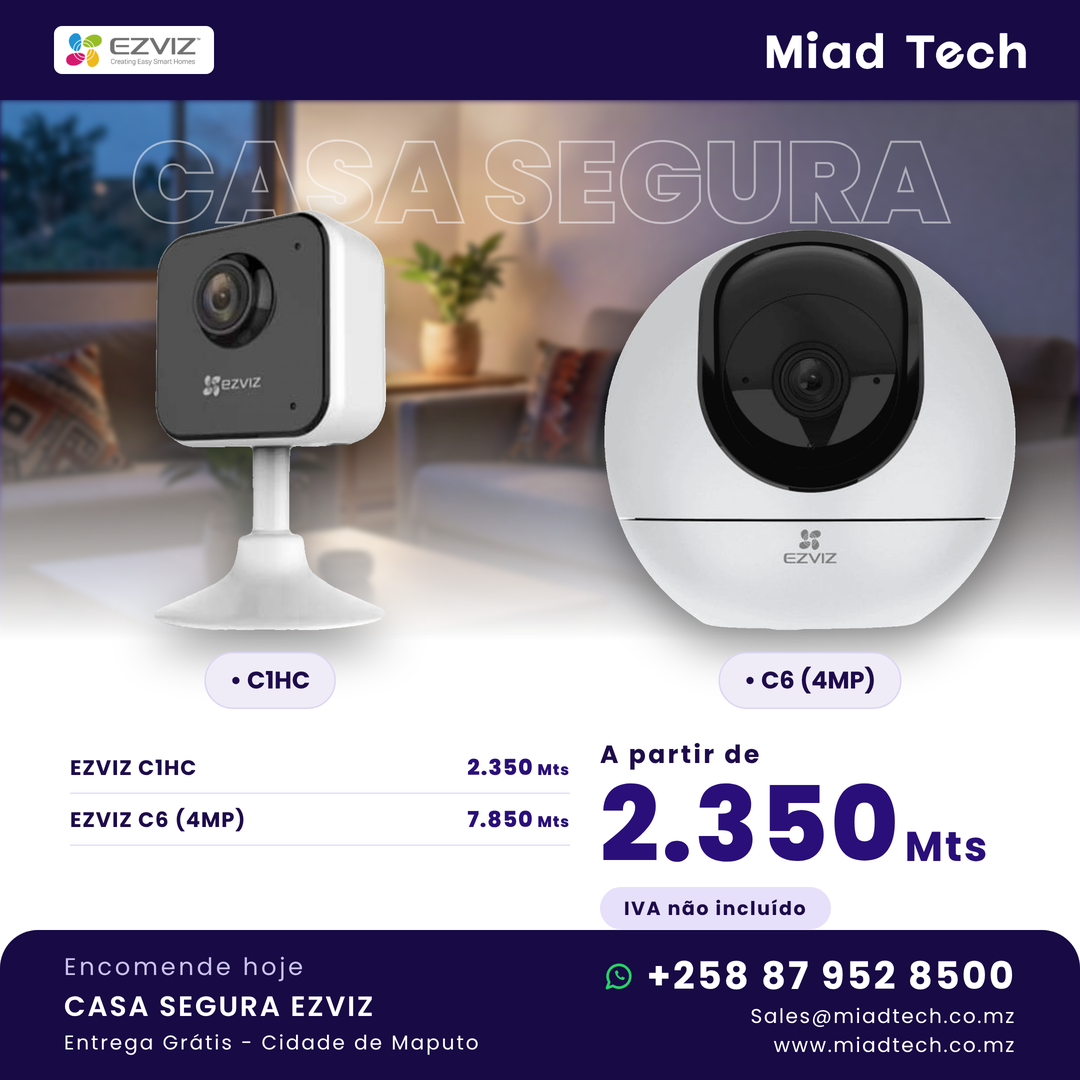 EZVIZ™
Creating Easy Smart Homes
Miad Tech
CASA SEGURA
ezviz
EZVIZ
• C1HC
• C6 (4MP)
EZVIZ C1HC 2.350 Mts
EZVIZ C6 (4MP) 7.850 Mts
A partir de
2.350 Mts
IVA não incluído
Encomende hoje
CASA SEGURA EZVIZ
Entrega Grátis - Cidade de Maputo
+258 87 952 8500
Sales@miadtech.co.mz
www.miadtech.co.mz